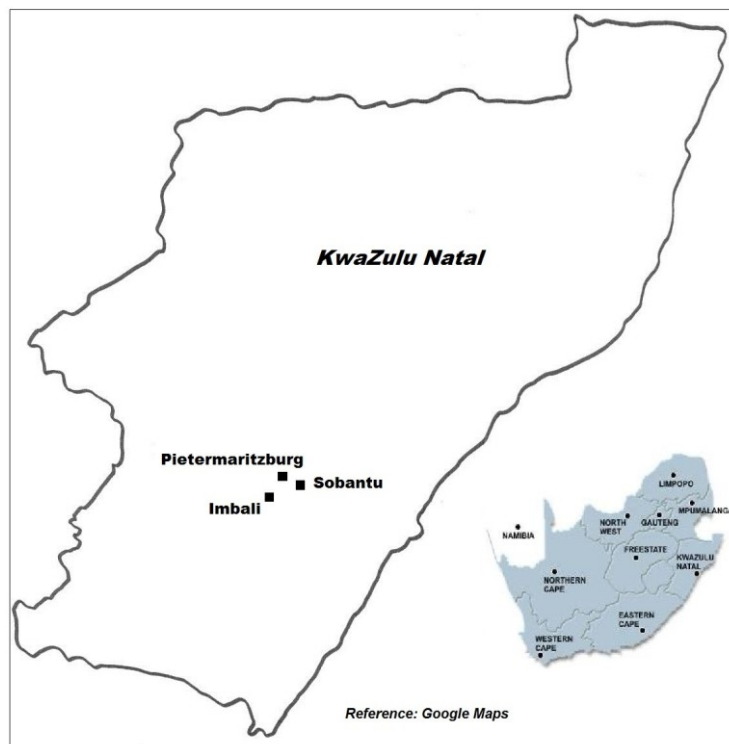 KwaZulu Natal
Pietermaritzburg
Sobantu
Imbali
LIMPOPO
MPUMALANGA
NORTH
WEST
GAUTENG
NAMIBIA
FREESTATE
KWAZULU
NATAL
NORTHERN
CAPE
EASTERN
CAPE
WESTERN
CAPE
Reference: Google Maps